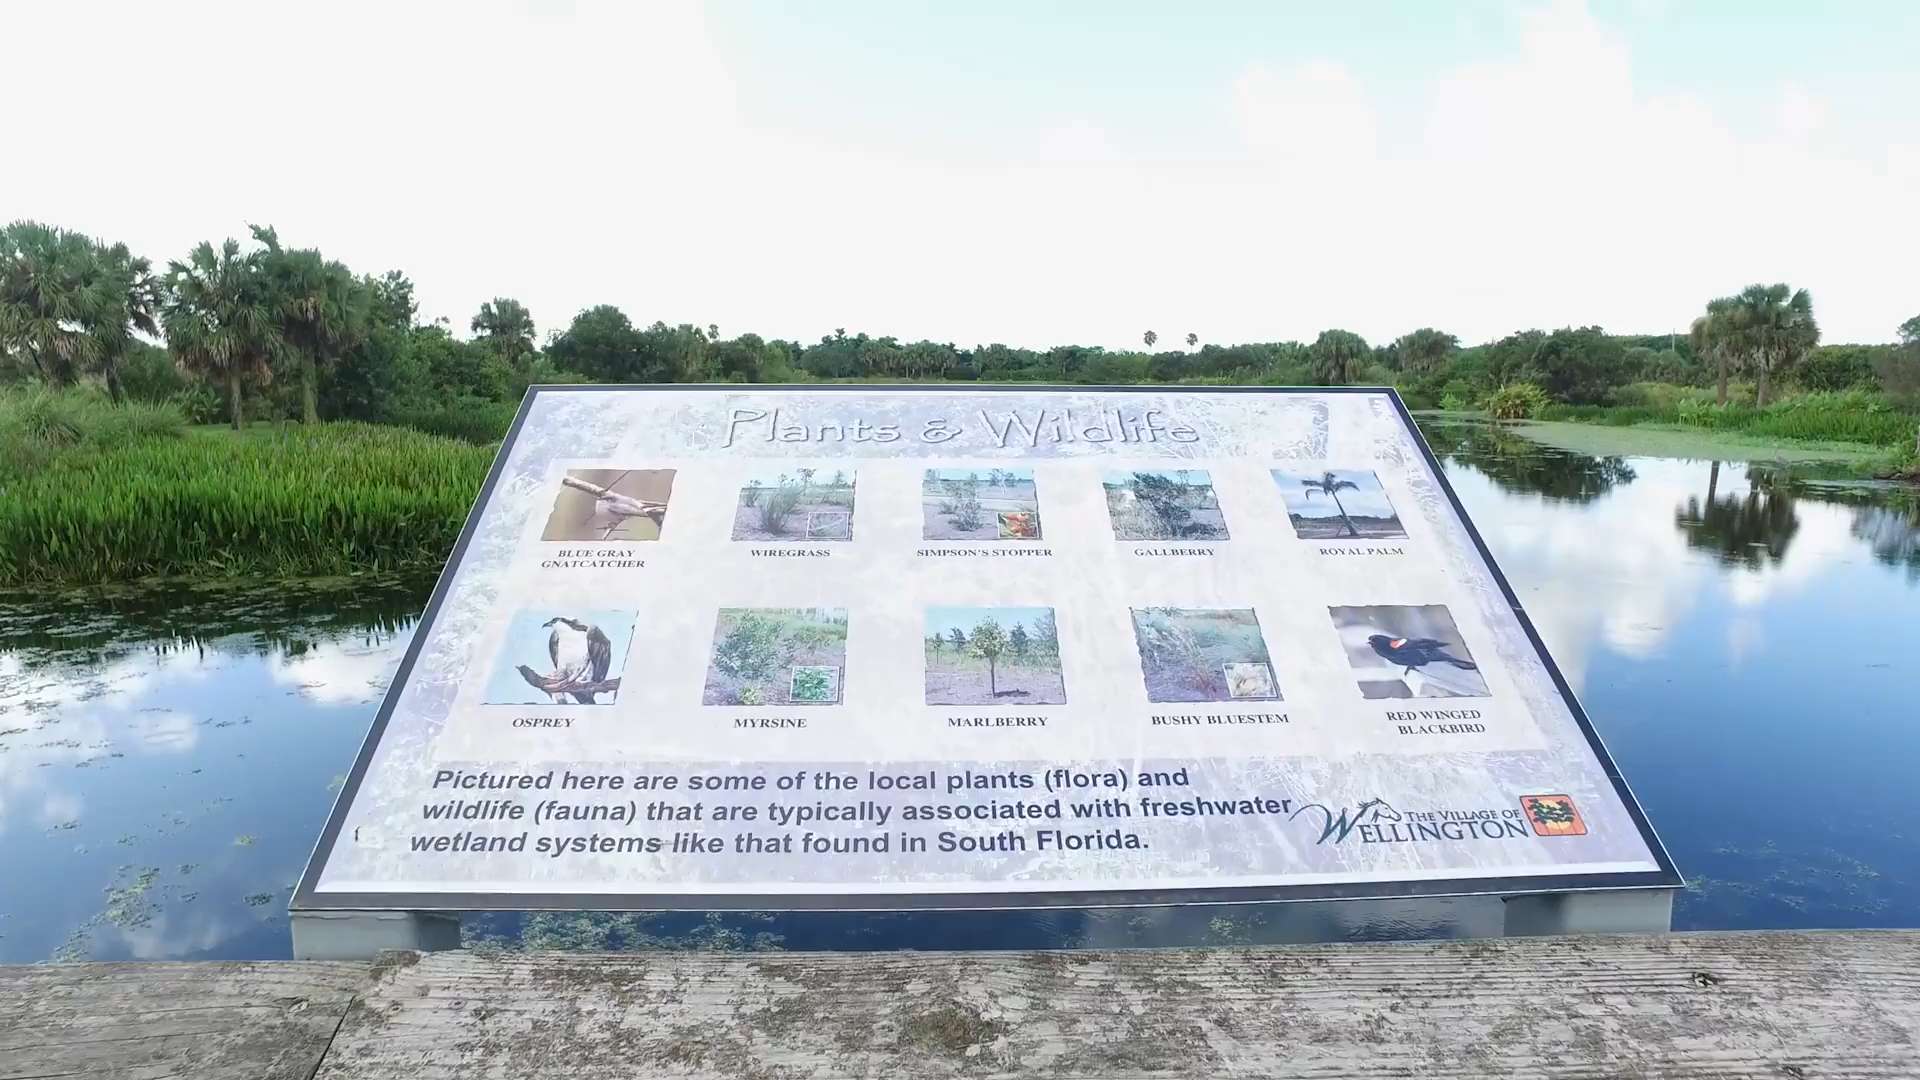 Plants & Wildlife
BLUE GRAY
GNATCATCHER
WIREGRASS
SIMPSON'S STOPPER
GALLBERRY
ROYAL PALM
OSPREY
MYRSINE
MARLBERRY
BUSHY BLUESTEM
RED WINGED
BLACKBIRD
Pictured here are some of the local plants (flora) and
wildlife (fauna) that are typically associated with freshwater
wetland systems like that found in South Florida.
THE VILLAGE OF
WELLINGTON